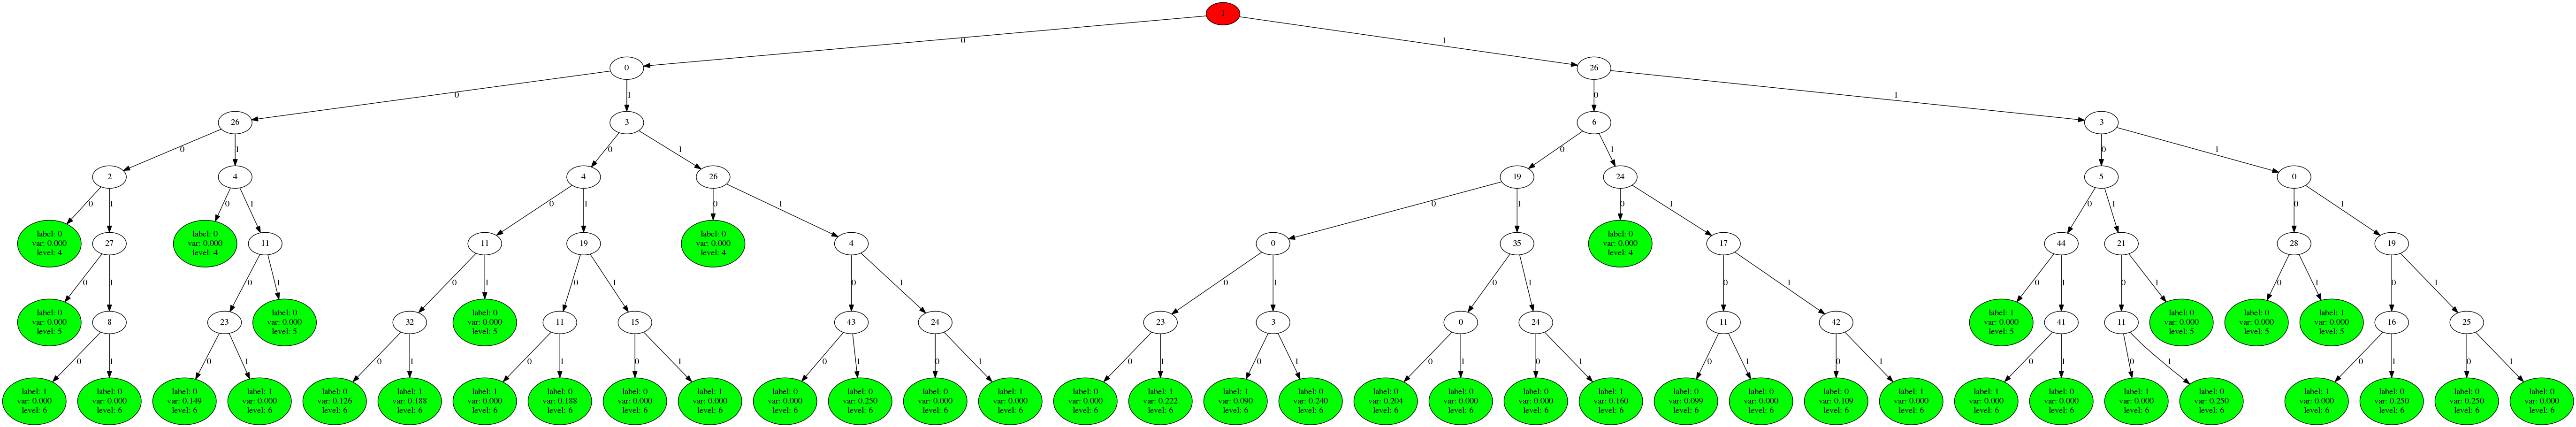 1
0
1
0
26
0
1
0
1
26
3
6
3
0
1
0
1
0
1
0
1
2
4
4
26
19
24
5
0
0
1
0
1
0
1
0
1
0
1
0
1
0
1
0
1
label: 0
var: 0.000
level: 4
27
label: 0
var: 0.000
level: 4
11
11
19
label: 0
var: 0.000
level: 4
4
0
35
label: 0
var: 0.000
level: 4
17
44
21
28
19
0
1
0
1
0
1
0
1
0
1
0
1
0
1
0
1
0
1
0
1
0
1
0
1
label: 0
var: 0.000
level: 5
8
23
label: 0
var: 0.000
level: 5
32
label: 0
var: 0.000
level: 5
11
15
43
24
23
3
0
24
11
42
label: 1
var: 0.000
level: 5
41
11
label: 0
var: 0.000
level: 5
label: 0
var: 0.000
level: 5
label: 1
var: 0.000
level: 5
16
25
0
1
0
1
0
1
0
1
0
1
0
1
0
1
0
1
0
1
0
1
0
1
0
1
0
1
0
1
0
1
0
1
0
1
label: 1
var: 0.000
level: 6
label: 0
var: 0.000
level: 6
label: 0
var: 0.149
level: 6
label: 1
var: 0.000
level: 6
label: 0
var: 0.126
level: 6
label: 1
var: 0.188
level: 6
label: 1
var: 0.000
level: 6
label: 0
var: 0.188
level: 6
label: 0
var: 0.000
level: 6
label: 1
var: 0.000
level: 6
label: 0
var: 0.000
level: 6
label: 0
var: 0.250
level: 6
label: 0
var: 0.000
level: 6
label: 1
var: 0.000
level: 6
label: 0
var: 0.000
level: 6
label: 1
var: 0.222
level: 6
label: 1
var: 0.090
level: 6
label: 0
var: 0.240
level: 6
label: 0
var: 0.204
level: 6
label: 0
var: 0.000
level: 6
label: 0
var: 0.000
level: 6
label: 1
var: 0.160
level: 6
label: 0
var: 0.099
level: 6
label: 0
var: 0.000
level: 6
label: 0
var: 0.109
level: 6
label: 1
var: 0.000
level: 6
label: 1
var: 0.000
level: 6
label: 0
var: 0.000
level: 6
label: 1
var: 0.000
level: 6
label: 0
var: 0.250
level: 6
label: 1
var: 0.000
level: 6
label: 0
var: 0.250
level: 6
label: 0
var: 0.250
level: 6
label: 0
var: 0.000
level: 6